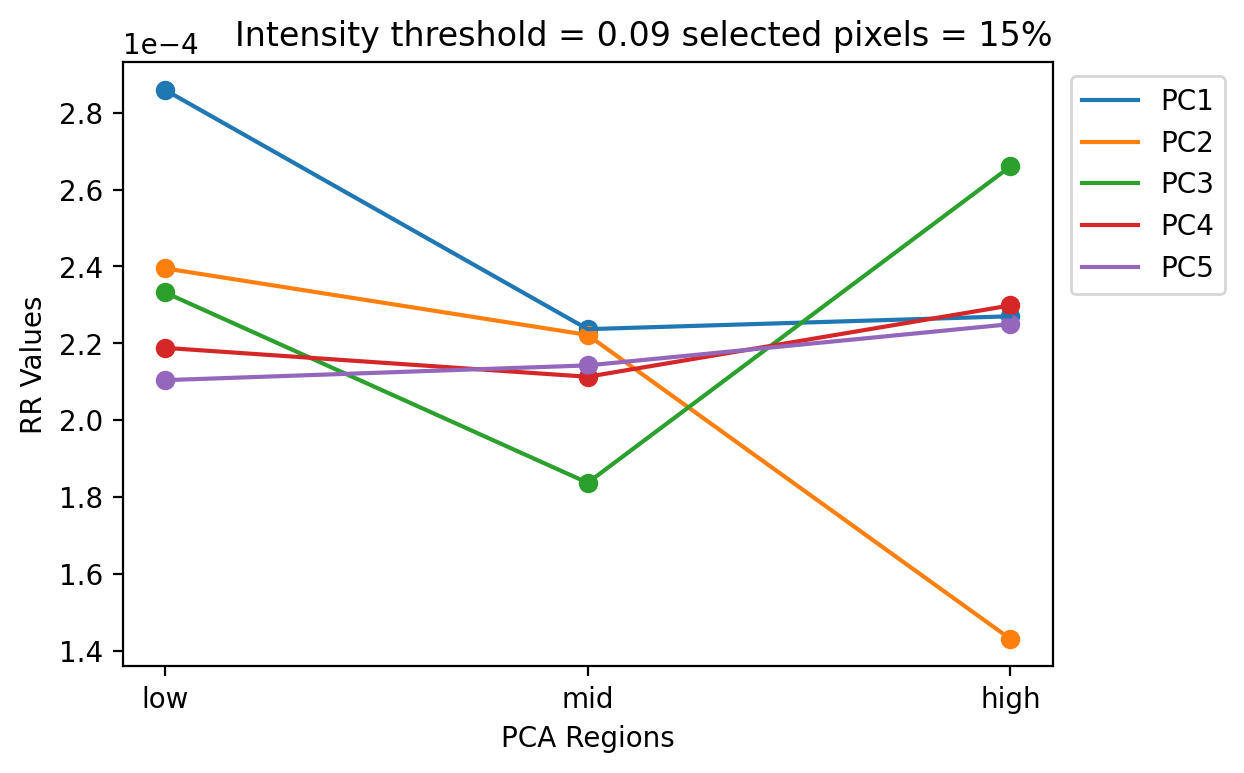 Intensity threshold = 0.09 selected pixels = 15%
1e−4
2.8
2.6
2.4
2.2
2.0
1.8
1.6
1.4
RR Values
low mid high
PCA Regions
PC1
PC2
PC3
PC4
PC5